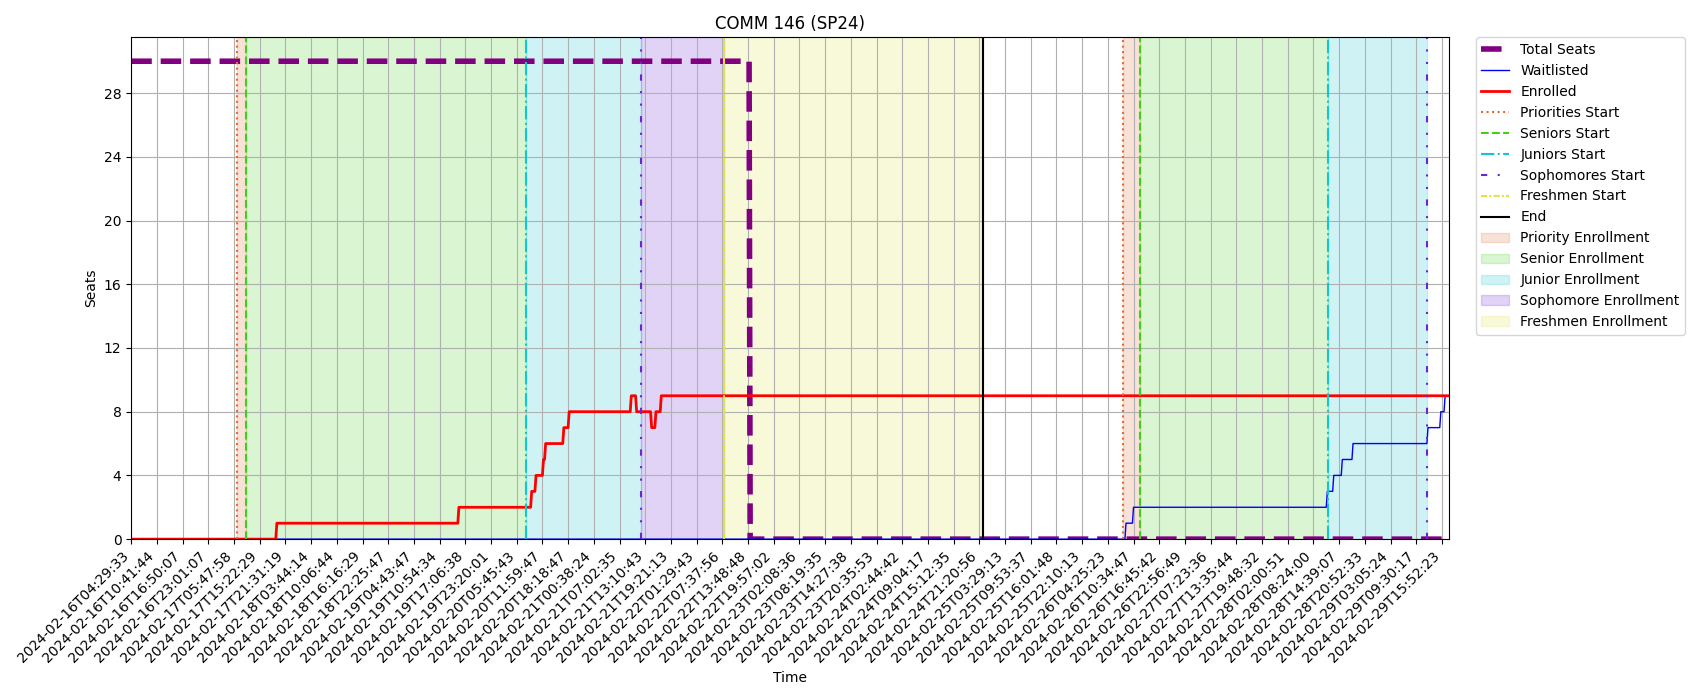 COMM 146 (SP24)
Seats
28
24
20
16
12
8
4
0
2024-02-16T04:29:33
2024-02-16T10:41:44
2024-02-16T16:50:07
2024-02-16T23:01:07
2024-02-17T05:47:58
2024-02-17T15:22:29
2024-02-17T21:31:19
2024-02-18T03:44:14
2024-02-18T10:06:44
2024-02-18T16:16:29
2024-02-18T22:25:47
2024-02-19T04:43:47
2024-02-19T10:54:34
2024-02-19T17:06:38
2024-02-19T23:20:01
2024-02-20T05:45:43
2024-02-20T11:59:47
2024-02-20T18:18:47
2024-02-21T00:38:24
2024-02-21T07:02:35
2024-02-21T13:10:43
2024-02-21T19:21:13
2024-02-22T01:29:43
2024-02-22T07:37:56
2024-02-22T13:48:48
2024-02-22T19:57:02
2024-02-23T02:08:36
2024-02-23T08:19:35
2024-02-23T14:27:38
2024-02-23T20:35:53
2024-02-24T02:44:42
2024-02-24T09:04:17
2024-02-24T15:12:35
2024-02-24T21:20:56
2024-02-25T03:29:13
2024-02-25T09:53:37
2024-02-25T16:01:48
2024-02-25T22:10:13
2024-02-26T04:25:23
2024-02-26T10:34:47
2024-02-26T16:45:42
2024-02-26T22:56:49
2024-02-27T07:23:36
2024-02-27T13:35:44
2024-02-27T19:48:32
2024-02-28T02:00:51
2024-02-28T08:24:00
2024-02-28T14:39:07
2024-02-28T20:52:33
2024-02-29T03:05:24
2024-02-29T09:30:17
2024-02-29T15:52:23
Time
Total Seats
Waitlisted
Enrolled
Priorities Start
Seniors Start
Juniors Start
Sophomores Start
Freshmen Start
End
Priority Enrollment
Senior Enrollment
Junior Enrollment
Sophomore Enrollment
Freshmen Enrollment